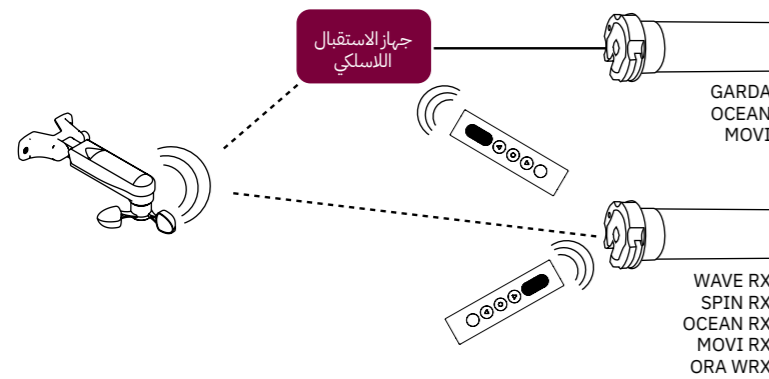 جهاز الاستقبال
اللاسلكي
GARDA
OCEAN
MOVI
WAVE RX
SPIN RX
OCEAN RX
MOVI RX
ORA WRX